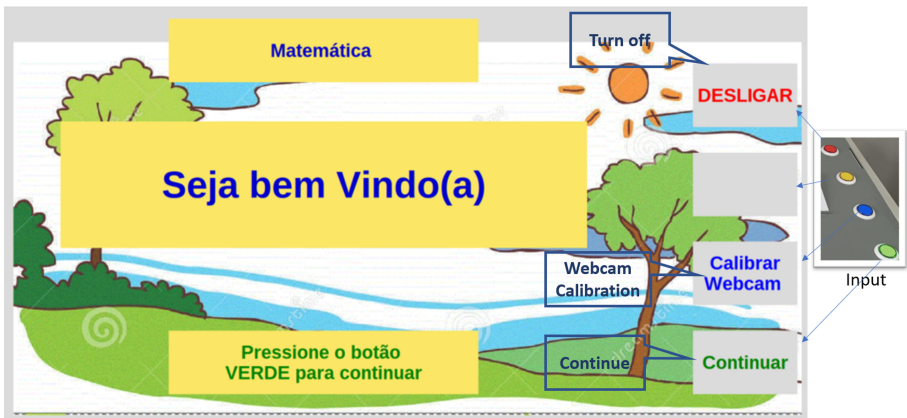 Matemática
Turn off
DESLIGAR
Seja bem Vindo(a)
Webcam
Calibration
Calibrar
Webcam
Input
Pressione o botão
VERDE para continuar
Continue
Continuar